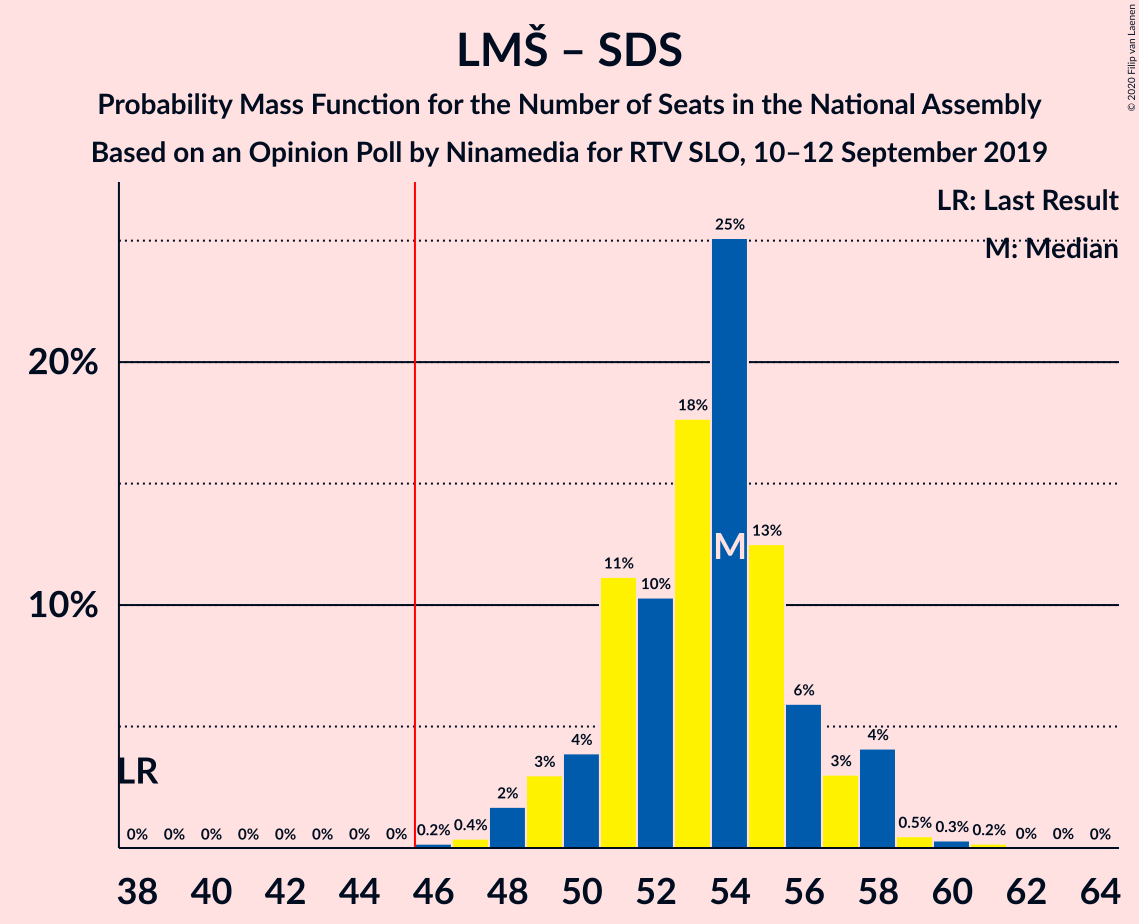 LMŠ – SDS
Probability Mass Function for the Number of Seats in the National Assembly
Based on an Opinion Poll by Ninamedia for RTV SLO, 10–12 September 2019
© 2020 Filip van Laenen
LR: Last Result
M: Median
20%
10%
LR
M
0% 0% 0% 0% 0% 0% 0% 0% 0.2% 0.4% 2% 3% 4% 11% 10% 18% 25% 13% 6% 3% 4% 0.5% 0.3% 0.2% 0% 0% 0%
38 40 42 44 46 48 50 52 54 56 58 60 62 64